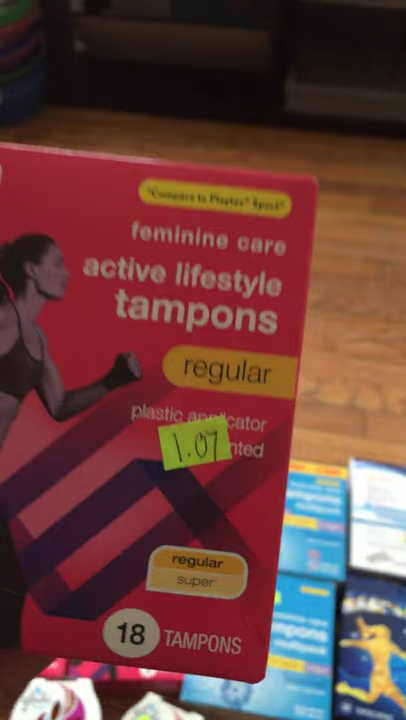 "Compare to Playtex® Sport®"
feminine care
active lifestyle
tampons
regular
plastic applicator
1.07
nted
regular
super
18 TAMPONS